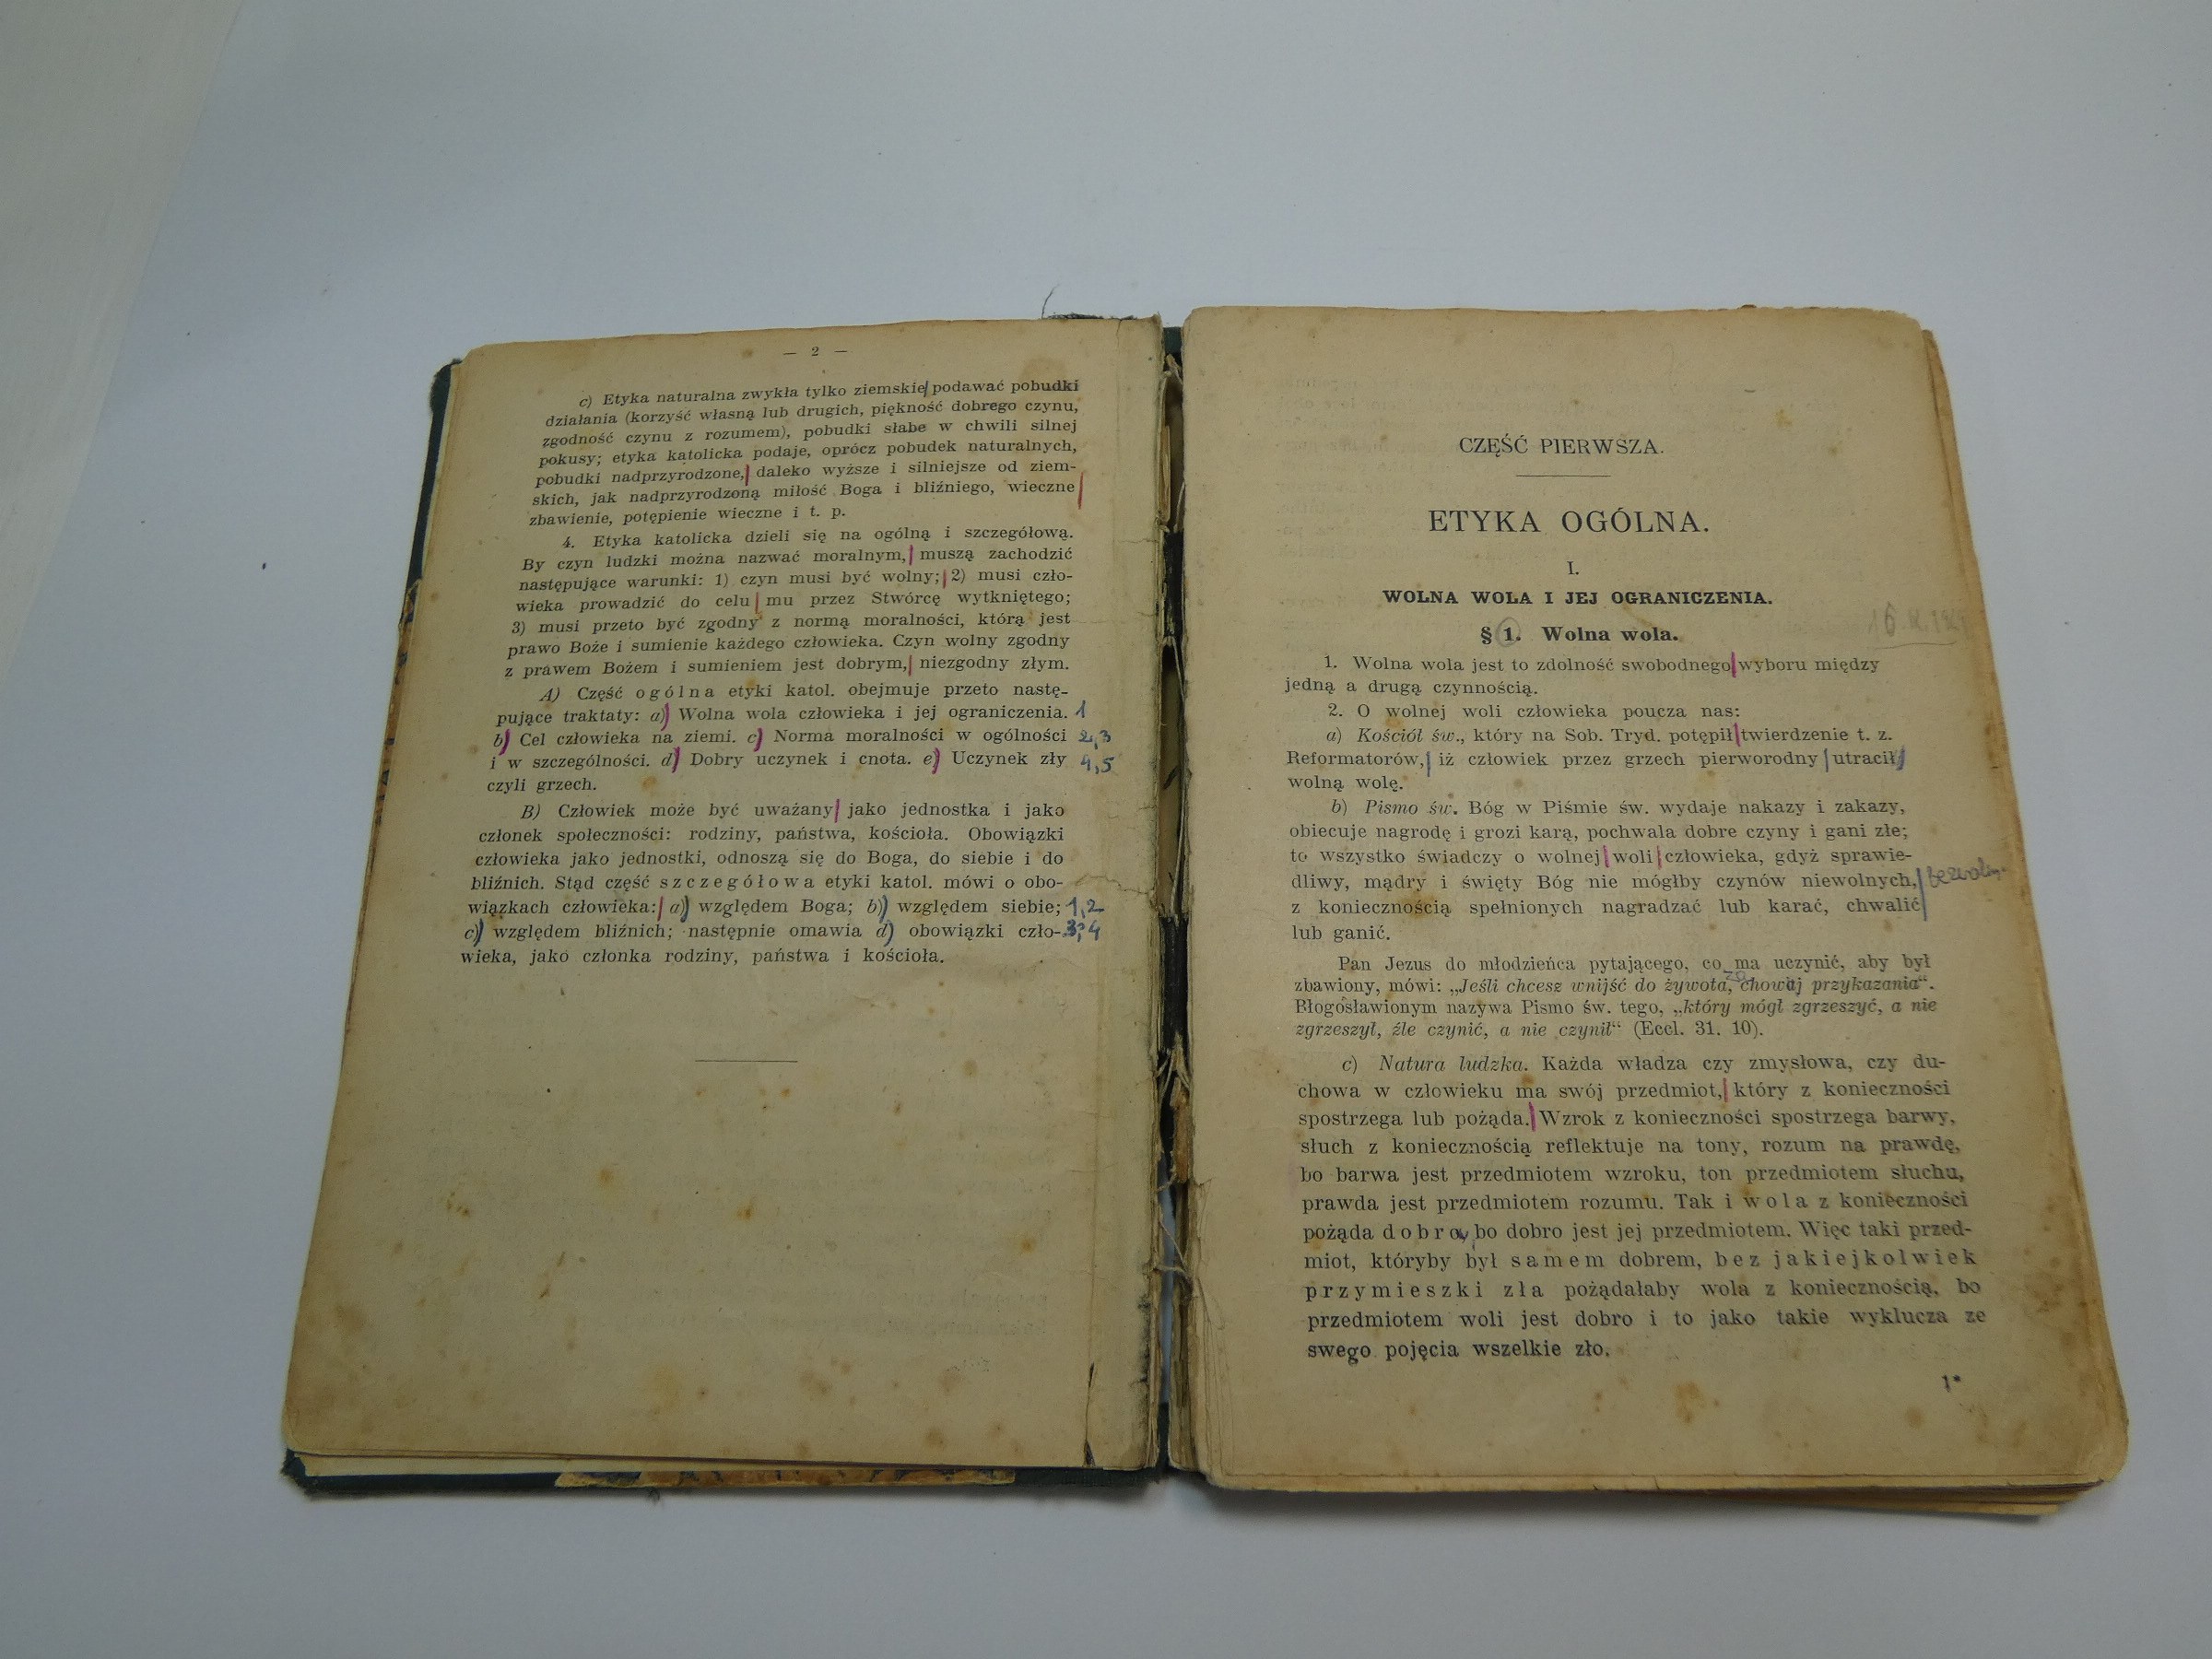 — 2 —
c) Etyka naturalna zwykła tylko ziemskie podawać pobudki
działania (korzyść własną lub drugich, piękność dobrego czynu,
zgodność czynu z rozumem), pobudki słabe w chwili silnej
pokusy; etyka katolicka podaje, oprócz pobudek naturalnych,
pobudki nadprzyrodzone, daleko wyższe i silniejsze od ziem-
skich, jak nadprzyrodzoną miłość Boga i bliźniego, wieczne
zbawienie, potępienie wieczne i t. p.
4. Etyka katolicka dzieli się na ogólną i szczegółową.
By czyn ludzki można nazwać moralnym, muszą zachodzić
następujące warunki: 1) czyn musi być wolny; 2) musi czło-
wieka prowadzić do celu mu przez Stwórcę wytkniętego;
3) musi przeto być zgodny z normą moralności, którą jest
prawo Boże i sumienie każdego człowieka. Czyn wolny zgodny
z prawem Bożem i sumieniem jest dobrym, niezgodny złym.
A) Część ogólna etyki katol. obejmuje przeto nastę-
pujące traktaty: a) Wolna wola człowieka i jej ograniczenia. 1
b) Cel człowieka na ziemi. c) Norma moralności w ogólności 2,3
i w szczególności. d) Dobry uczynek i cnota. e) Uczynek zły 4,5
czyli grzech.
B) Człowiek może być uważany jako jednostka i jako
członek społeczności: rodziny, państwa, kościoła. Obowiązki
człowieka jako jednostki, odnoszą się do Boga, do siebie i do
bliźnich. Stąd część szczegółowa etyki katol. mówi o obo-
wiązkach człowieka: a) względem Boga; b) względem siebie; 1,2
c) względem bliźnich; następnie omawia d) obowiązki czło- 3,4
wieka, jako członka rodziny, państwa i kościoła.
CZĘŚĆ PIERWSZA.
ETYKA OGÓLNA.
I.
WOLNA WOLA I JEJ OGRANICZENIA.
§ 1. Wolna wola.
1. Wolna wola jest to zdolność swobodnego wyboru między
jedną a drugą czynnością.
2. O wolnej woli człowieka poucza nas:
a) Kościół św., który na Sob. Tryd. potępił twierdzenie t. z.
Reformatorów, iż człowiek przez grzech pierworodny utracił
wolną wolę.
b) Pismo św. Bóg w Piśmie św. wydaje nakazy i zakazy,
obiecuje nagrodę i grozi karą, pochwala dobre czyny i gani złe;
to wszystko świadczy o wolnej woli człowieka, gdyż sprawie-
dliwy, mądry i święty Bóg nie mógłby czynów niewolnych,
z koniecznością spełnionych nagradzać lub karać, chwalić
lub ganić.
Pan Jezus do młodzieńca pytającego, co ma uczynić, aby był
zbawiony, mówi: „Jeśli chcesz wnijść do żywota, chowaj przykazania“.
Błogosławionym nazywa Pismo św. tego, „który mógł zgrzeszyć, a nie
zgrzeszył, źle czynić, a nie czynił“ (Eccl. 31. 10).
c) Natura ludzka. Każda władza czy zmysłowa, czy du-
chowa w człowieku ma swój przedmiot, który z konieczności
spostrzega lub pożąda. Wzrok z konieczności spostrzega barwy,
słuch z koniecznością reflektuje na tony, rozum na prawdę,
bo barwa jest przedmiotem wzroku, ton przedmiotem słuchu,
prawda jest przedmiotem rozumu. Tak i wola z konieczności
pożąda dobra, bo dobro jest jej przedmiotem. Więc taki przed-
miot, któryby był samem dobrem, bez jakiejkolwiek
przymieszki zła pożądałaby wola z koniecznością, bo
przedmiotem woli jest dobro i to jako takie wyklucza ze
swego pojęcia wszelkie zło.
1*